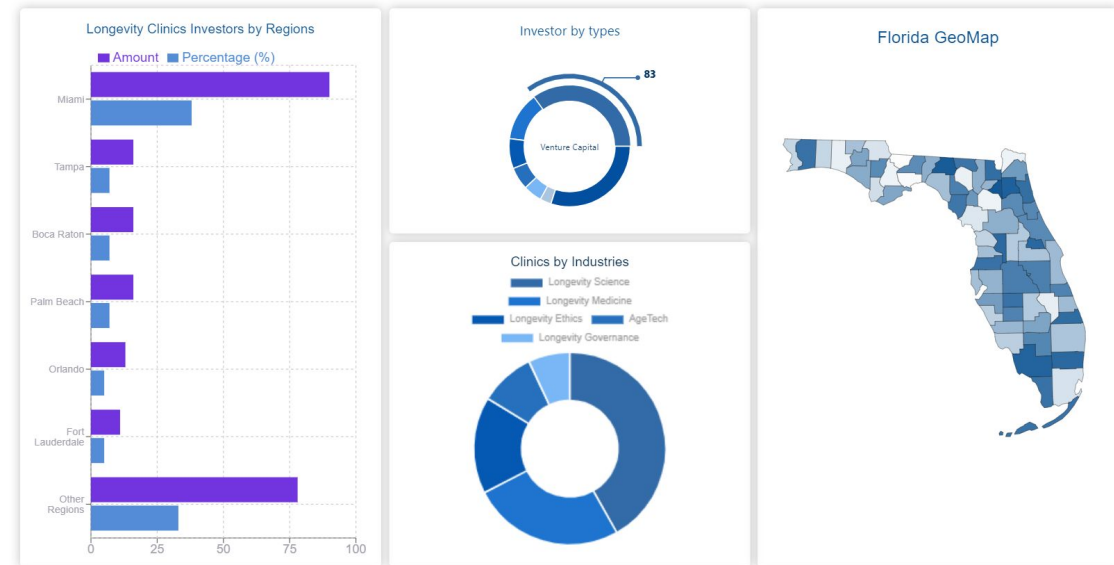 Longevity Clinics Investors by Regions
Amount Percentage (%)
Miami
Tampa
Boca Raton
Palm Beach
Orlando
Fort
Lauderdale
Other
Regions
0 25 50 75 100
Investor by types
83
Venture Capital
Clinics by Industries
Longevity Science
Longevity Medicine
Longevity Ethics AgeTech
Longevity Governance
Florida GeoMap